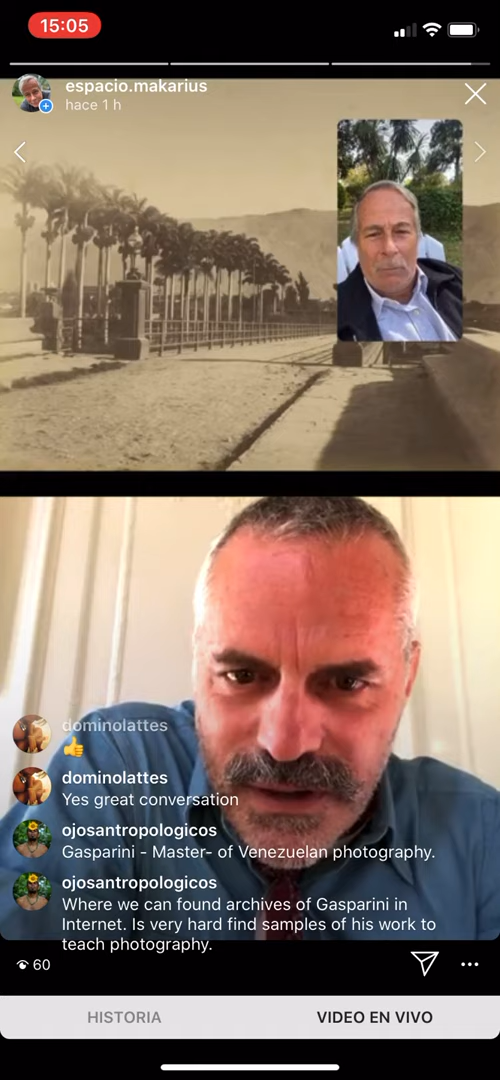 15:05
espacio.makarius
hace 1 h
dominolattes
👍
dominolattes
Yes great conversation
ojosantropologicos
Gasparini - Master- of Venezuelan photography.
ojosantropologicos
Where we can found archives of Gasparini in
Internet. Is very hard find samples of his work to
teach photography.
60
HISTORIA
VIDEO EN VIVO